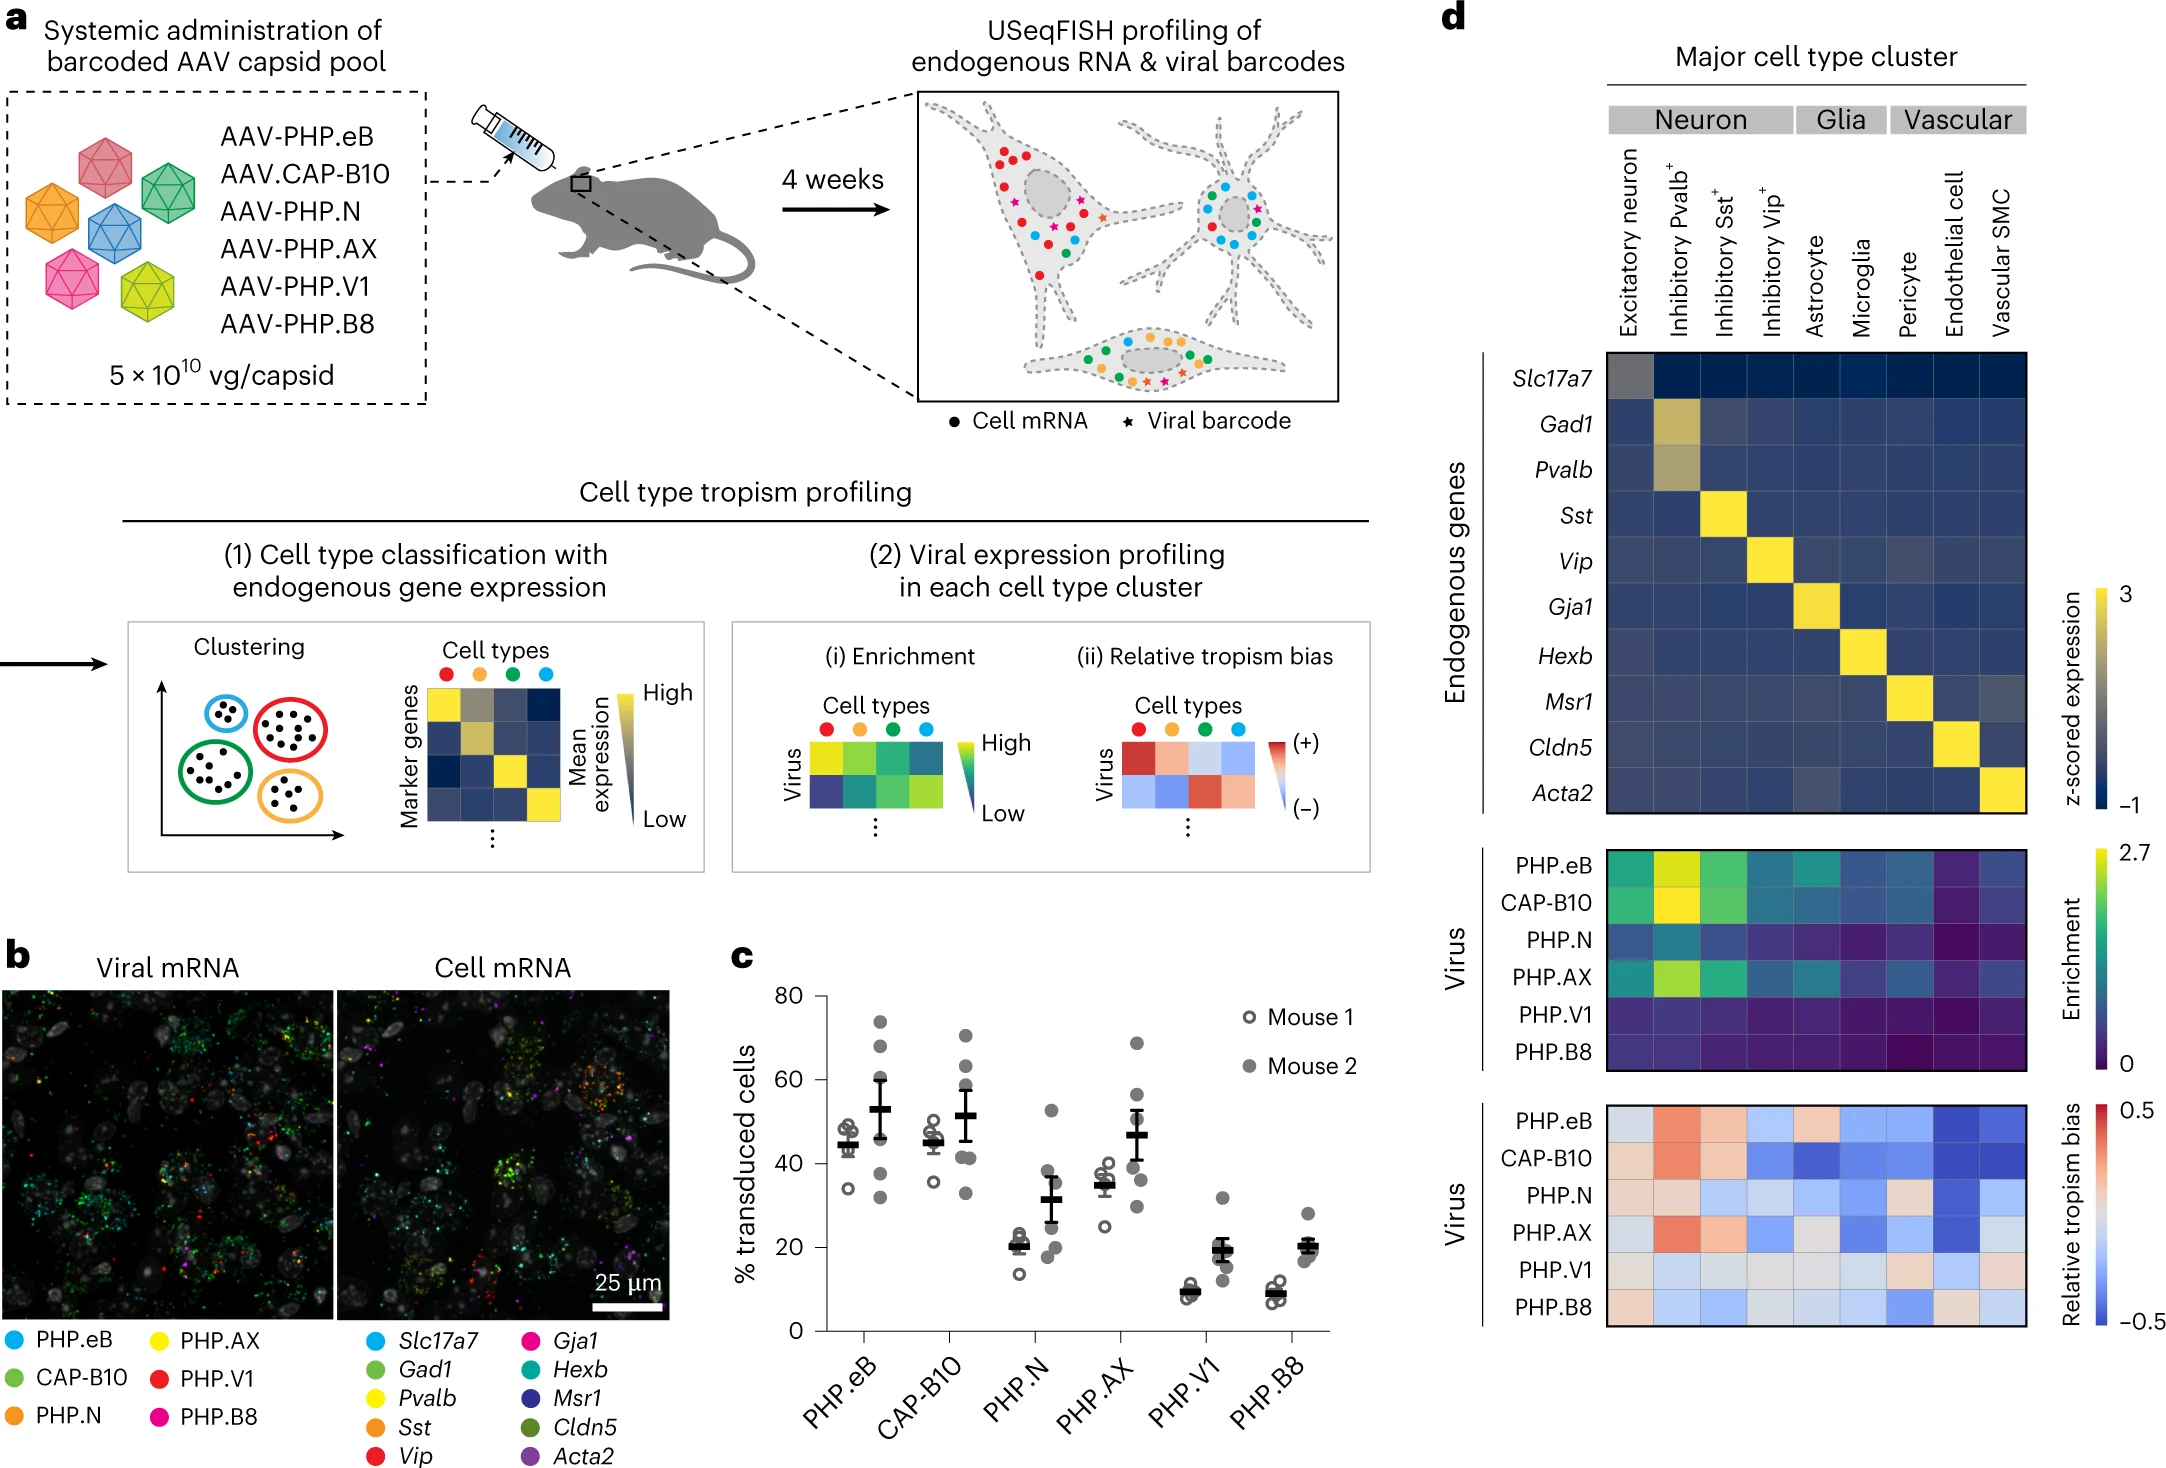 a
Systemic administration of
barcoded AAV capsid pool
AAV-PHP.eB
AAV.CAP-B10
AAV-PHP.N
AAV-PHP.AX
AAV-PHP.V1
AAV-PHP.B8
5 × 10¹⁰ vg/capsid
4 weeks
USeqFISH profiling of
endogenous RNA & viral barcodes
Cell mRNA
Viral barcode
Cell type tropism profiling
(1) Cell type classification with
endogenous gene expression
Clustering
Cell types
Marker genes
Mean
expression
High
Low
(2) Viral expression profiling
in each cell type cluster
(i) Enrichment
Cell types
Virus
High
Low
(ii) Relative tropism bias
Cell types
Virus
(+)
(−)
b
Viral mRNA
Cell mRNA
25 μm
PHP.eB
CAP-B10
PHP.N
PHP.AX
PHP.V1
PHP.B8
Slc17a7
Gad1
Pvalb
Sst
Vip
Gja1
Hexb
Msr1
Cldn5
Acta2
c
% transduced cells
80
60
40
20
0
Mouse 1
Mouse 2
PHP.eB
CAP-B10
PHP.N
PHP.AX
PHP.V1
PHP.B8
d
Major cell type cluster
Neuron
Glia
Vascular
Excitatory neuron
Inhibitory Pvalb⁺
Inhibitory Sst⁺
Inhibitory Vip⁺
Astrocyte
Microglia
Pericyte
Endothelial cell
Vascular SMC
Endogenous genes
Slc17a7
Gad1
Pvalb
Sst
Vip
Gja1
Hexb
Msr1
Cldn5
Acta2
z-scored expression
3
−1
Virus
PHP.eB
CAP-B10
PHP.N
PHP.AX
PHP.V1
PHP.B8
Enrichment
2.7
0
Virus
PHP.eB
CAP-B10
PHP.N
PHP.AX
PHP.V1
PHP.B8
Relative tropism bias
0.5
−0.5